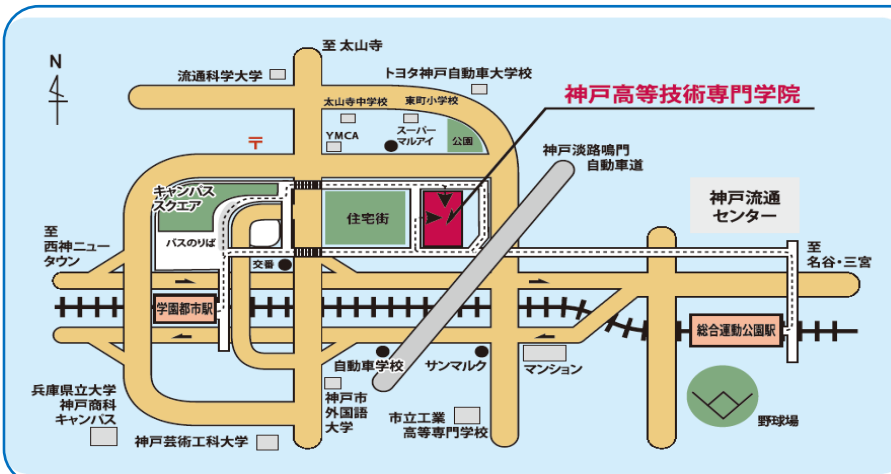 至 太山寺
N
流通科学大学
トヨタ神戸自動車大学校
神戸高等技術専門学院
太山寺中学校
東町小学校
〒
YMCA
スーパー
マルアイ
公園
神戸淡路鳴門
自動車道
キャンパス
スクエア
住宅街
神戸流通
センター
至
西神ニュー
タウン
バスのりば
交番
至
名谷・三宮
学園都市駅
総合運動公園駅
自動車学校
サンマルク
マンション
兵庫県立大学
神戸商科
キャンパス
神戸市
外国語
大学
市立工業
高等専門学校
野球場
神戸芸術工科大学